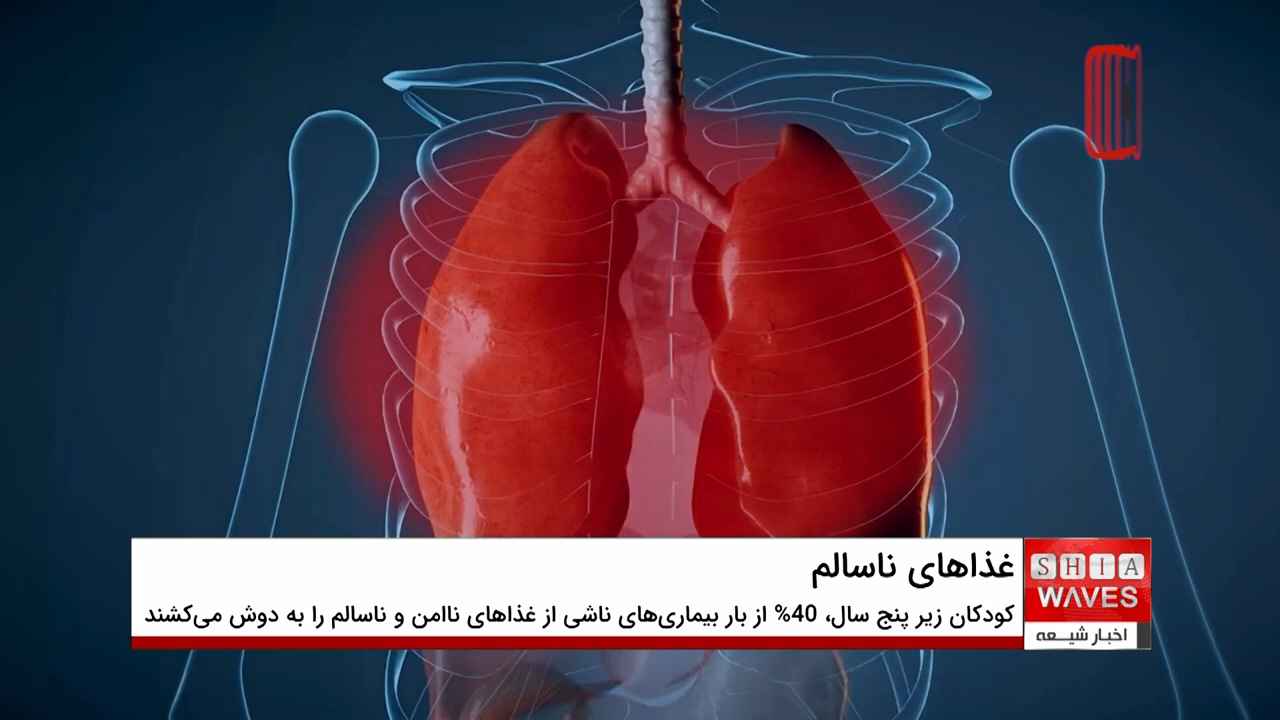 غذاهای ناسالم
کودکان زیر پنج سال، 40% از بار بیماری‌های ناشی از غذاهای ناامن و ناسالم را به دوش می‌کشند
SHIA
WAVES
اخبار شیعه